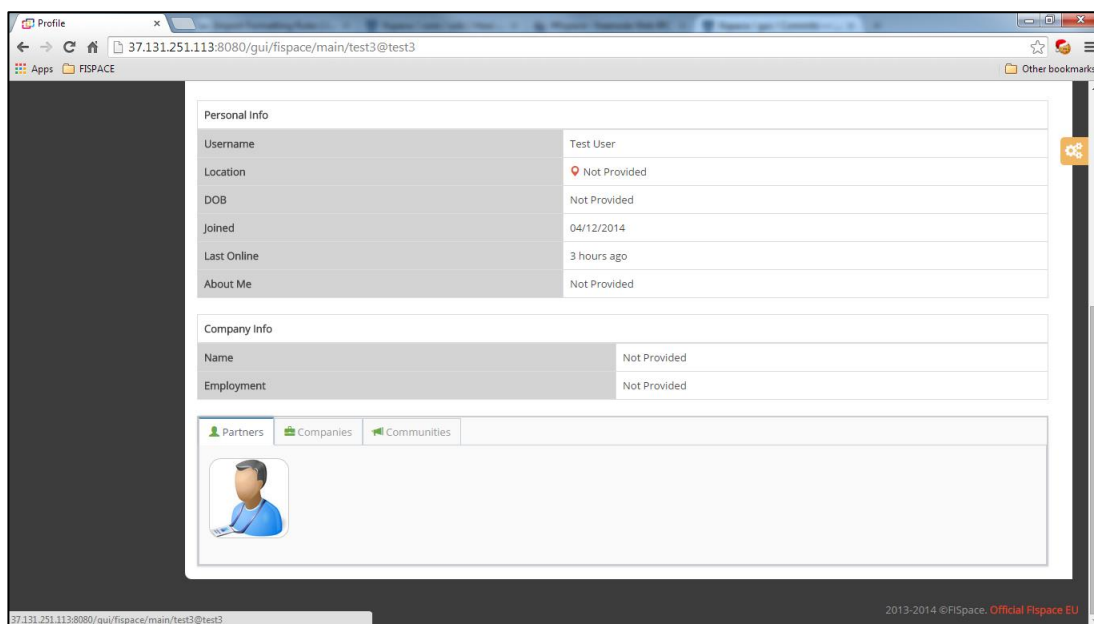 Profile
37.131.251.113:8080/gui/fispace/main/test3@test3
Apps FISPACE Other bookmarks
Personal Info
Username Test User
Location Not Provided
DOB Not Provided
Joined 04/12/2014
Last Online 3 hours ago
About Me Not Provided
Company Info
Name Not Provided
Employment Not Provided
Partners Companies Communities
2013-2014 ©FISpace. Official FIspace EU
37.131.251.113:8080/gui/fispace/main/test3@test3